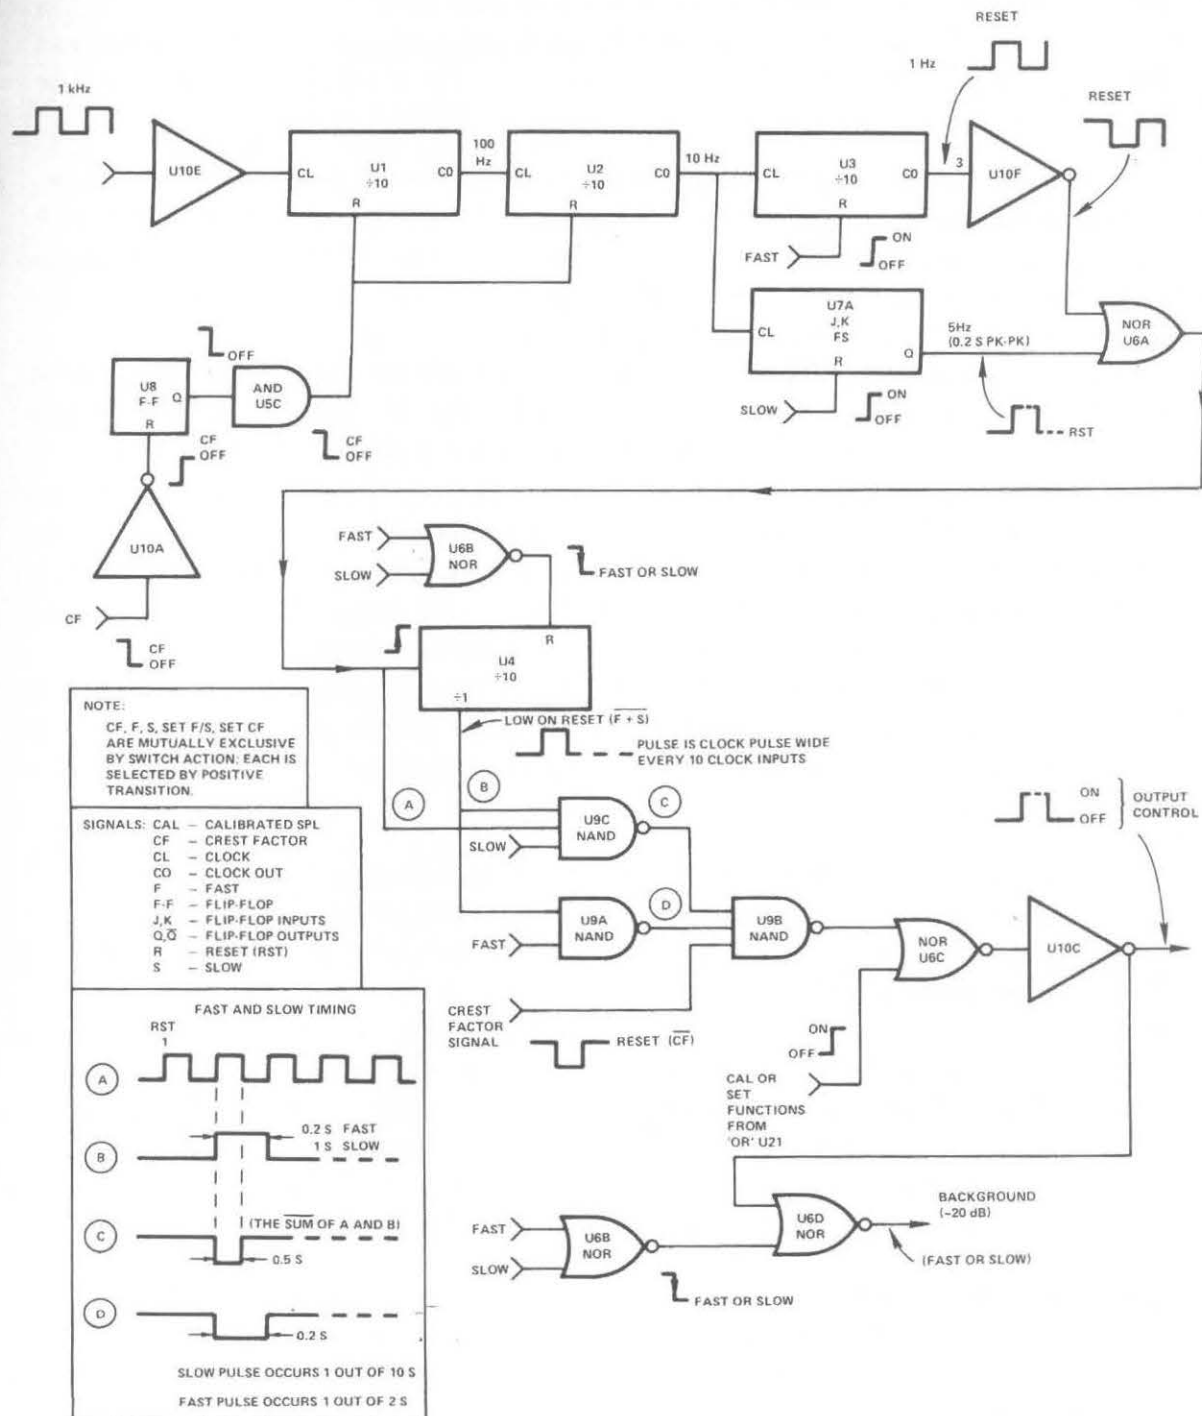 RESET
1 Hz
1 kHz
RESET
U10E
CL
U1
÷10
CO
R
100
Hz
CL
U2
÷10
CO
R
10 Hz
CL
U3
÷10
CO
R
3
U10F
FAST
ON
OFF
U7A
J,K
FS
CL
Q
R
5Hz
(0.2 S PK-PK)
NOR
U6A
SLOW
ON
OFF
RST
OFF
U8
F-F
Q
R
AND
U5C
CF
OFF
CF
OFF
U10A
CF
CF
OFF
FAST
SLOW
U6B
NOR
FAST OR SLOW
R
U4
÷10
÷1
LOW ON RESET (F + S)
PULSE IS CLOCK PULSE WIDE
EVERY 10 CLOCK INPUTS
NOTE:
CF, F, S, SET F/S, SET CF
ARE MUTUALLY EXCLUSIVE
BY SWITCH ACTION; EACH IS
SELECTED BY POSITIVE
TRANSITION.
SIGNALS: CAL – CALIBRATED SPL
CF – CREST FACTOR
CL – CLOCK
CO – CLOCK OUT
F – FAST
F-F – FLIP-FLOP
J,K – FLIP-FLOP INPUTS
Q,Q̅ – FLIP-FLOP OUTPUTS
R – RESET (RST)
S – SLOW
A
B
C
U9C
NAND
SLOW
D
U9A
NAND
FAST
U9B
NAND
CREST
FACTOR
SIGNAL
RESET (CF)
NOR
U6C
U10C
ON
OFF
OUTPUT
CONTROL
ON
OFF
CAL OR
SET
FUNCTIONS
FROM
'OR' U21
FAST
SLOW
U6B
NOR
FAST OR SLOW
U6D
NOR
BACKGROUND
(-20 dB)
(FAST OR SLOW)
FAST AND SLOW TIMING
RST
1
A
B
0.2 S FAST
1 S SLOW
C
(THE SUM OF A AND B)
0.5 S
D
0.2 S
SLOW PULSE OCCURS 1 OUT OF 10 S
FAST PULSE OCCURS 1 OUT OF 2 S